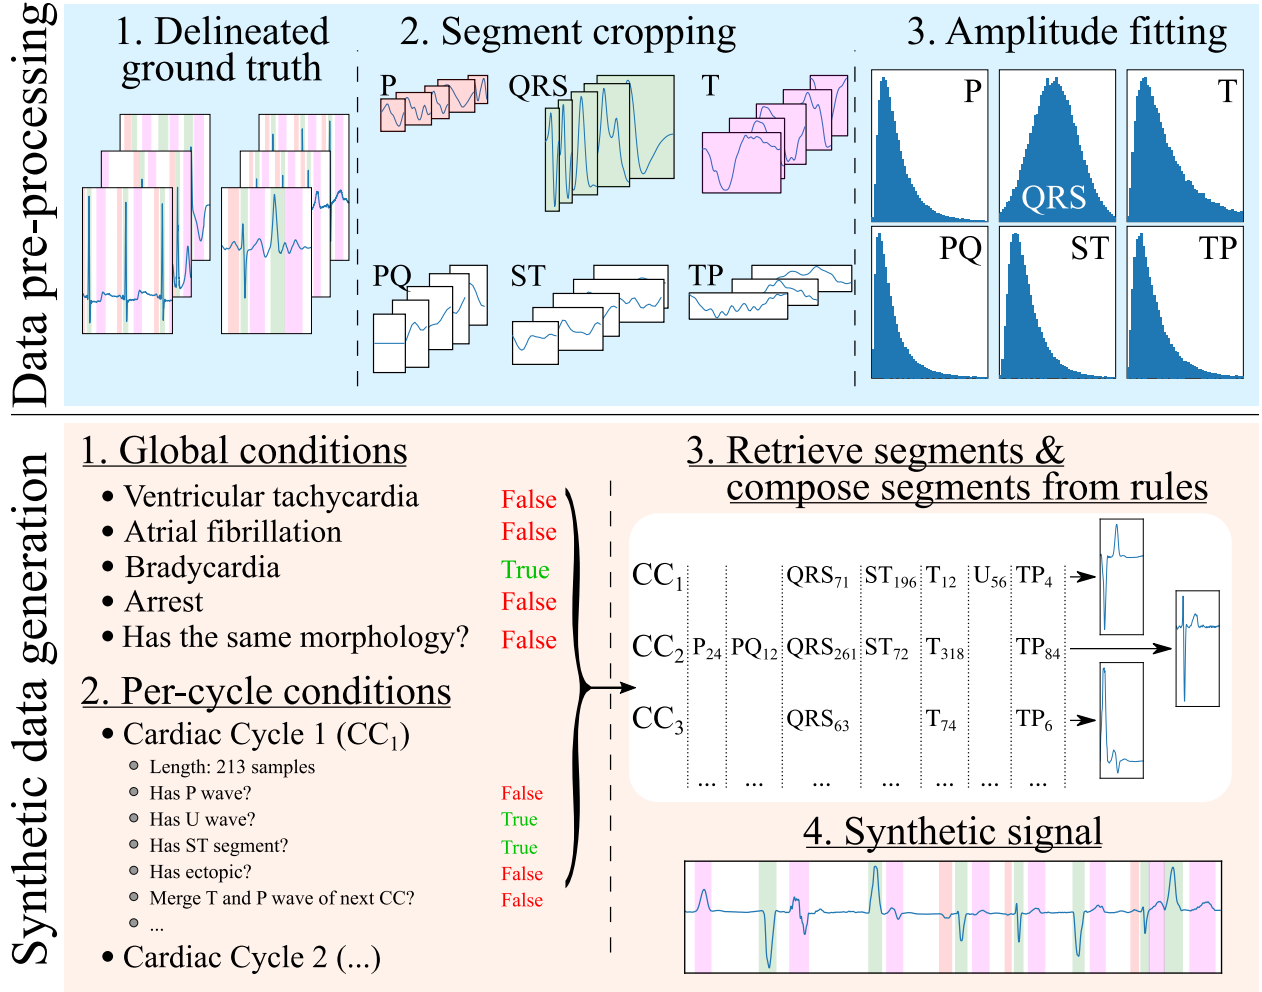 Data pre-processing
1. Delineated
ground truth
2. Segment cropping
P
QRS
T
PQ
ST
TP
3. Amplitude fitting
P
QRS
T
PQ
ST
TP
Synthetic data generation
1. Global conditions
• Ventricular tachycardia False
• Atrial fibrillation False
• Bradycardia True
• Arrest False
• Has the same morphology? False
2. Per-cycle conditions
• Cardiac Cycle 1 (CC1)
Length: 213 samples
Has P wave? False
Has U wave? True
Has ST segment? True
Has ectopic? False
Merge T and P wave of next CC? False
...
• Cardiac Cycle 2 (...)
3. Retrieve segments &
compose segments from rules
CC1 QRS71 ST196 T12 U56 TP4
CC2 P24 PQ12 QRS261 ST72 T318 TP84
CC3 QRS63 T74 TP6
... ... ... ... ... ... ...
4. Synthetic signal